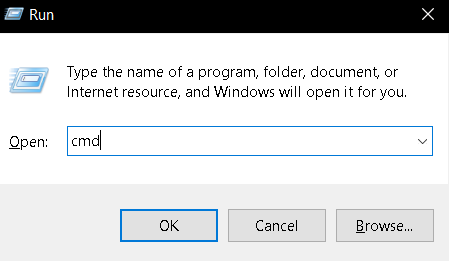 Run
Type the name of a program, folder, document, or
Internet resource, and Windows will open it for you.
Open: cmd
OK Cancel Browse...